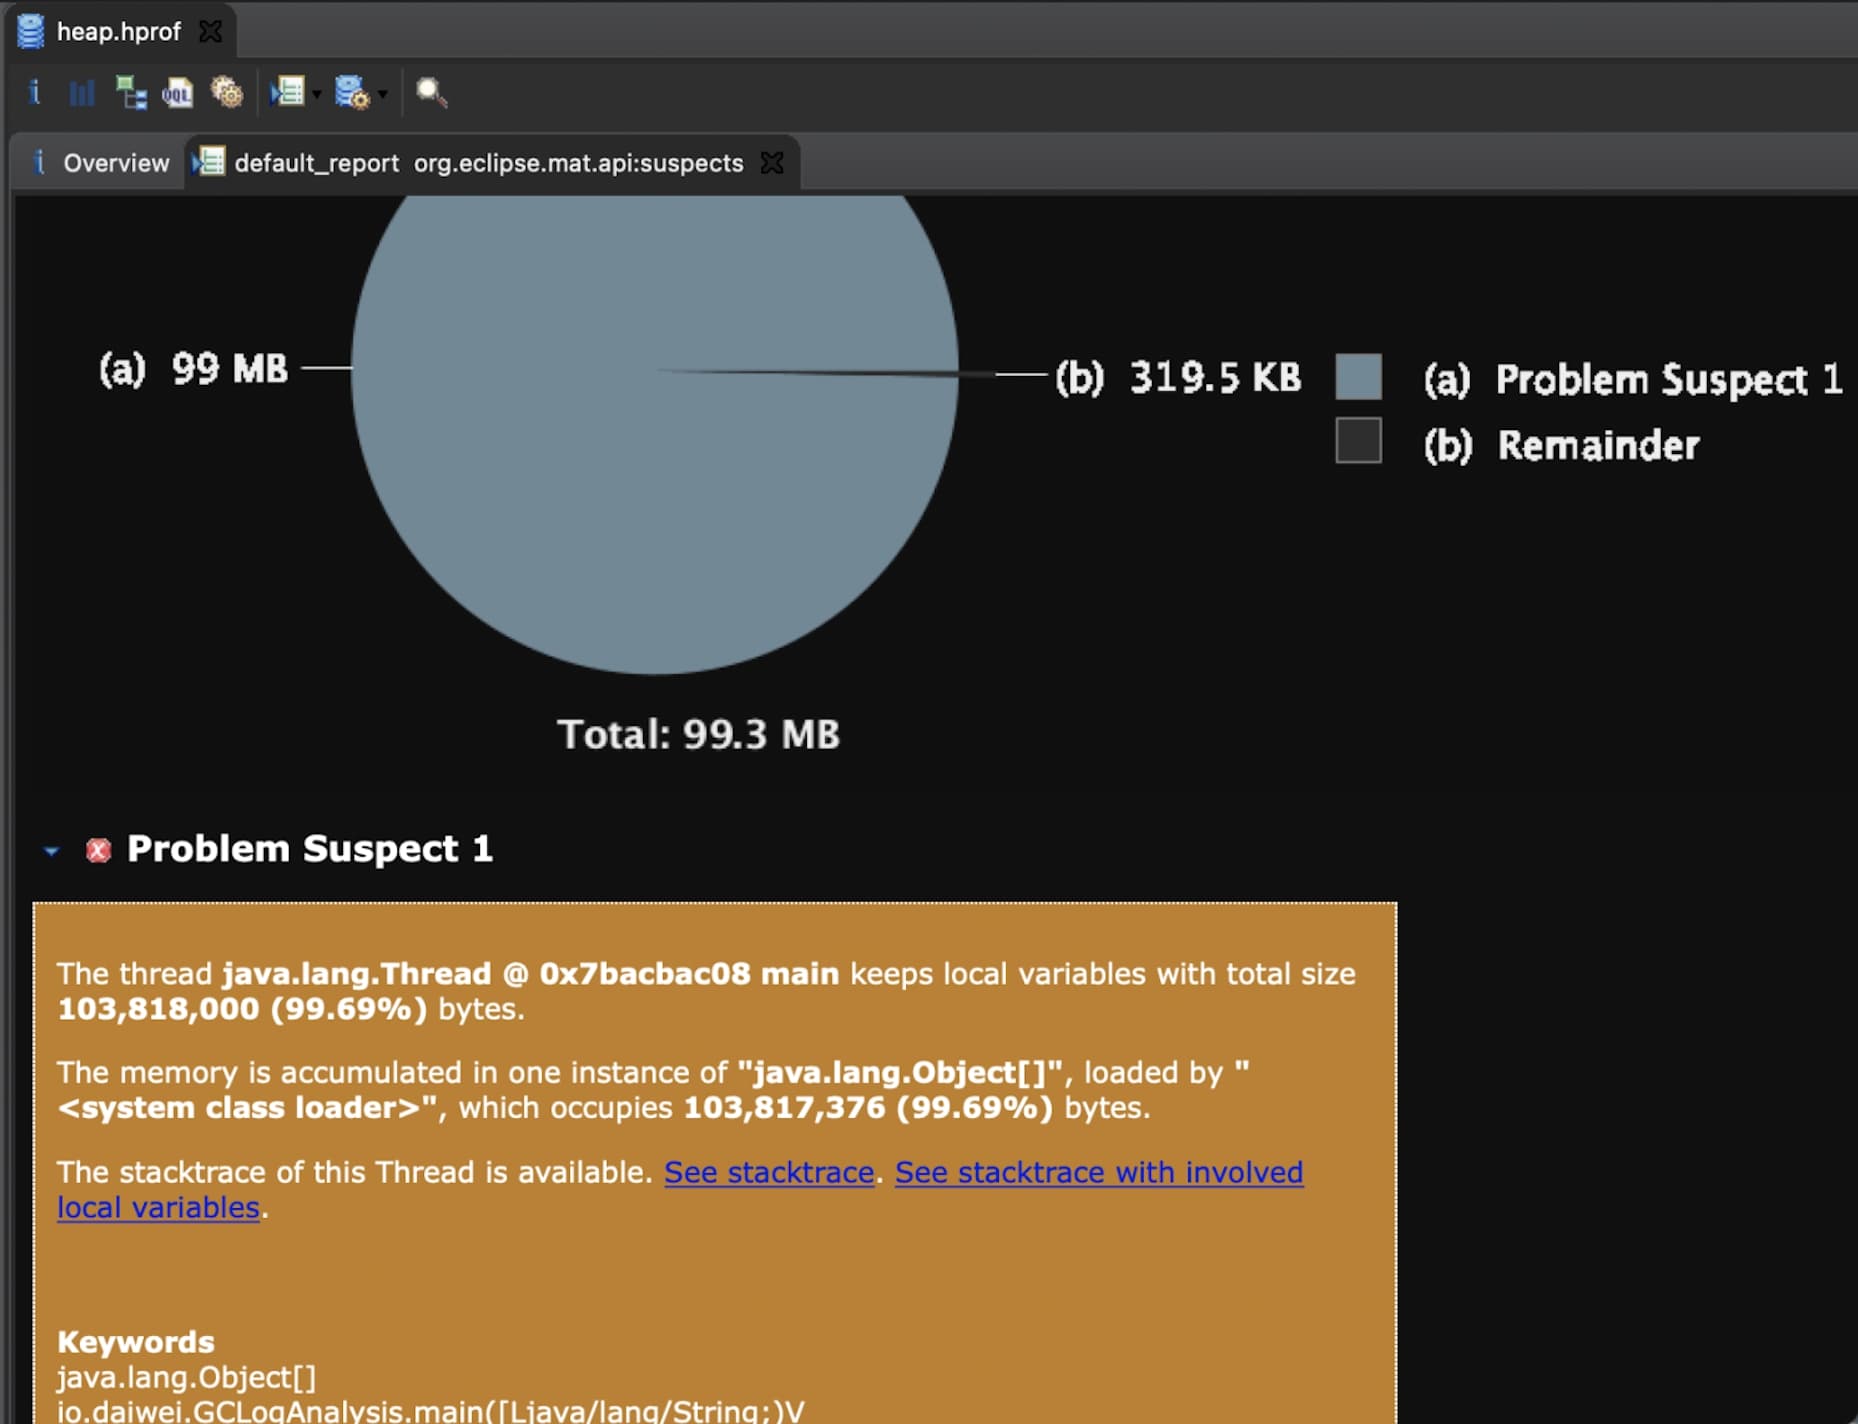 heap.hprof
i
OQL
i Overview
default_report org.eclipse.mat.api:suspects
(a) 99 MB
(b) 319.5 KB
(a) Problem Suspect 1
(b) Remainder
Total: 99.3 MB
Problem Suspect 1
The thread java.lang.Thread @ 0x7bacbac08 main keeps local variables with total size
103,818,000 (99.69%) bytes.
The memory is accumulated in one instance of "java.lang.Object[]", loaded by "
<system class loader>", which occupies 103,817,376 (99.69%) bytes.
The stacktrace of this Thread is available. See stacktrace. See stacktrace with involved
local variables.
Keywords
java.lang.Object[]
io.daiwei.GCLogAnalysis.main([Ljava/lang/String;)V